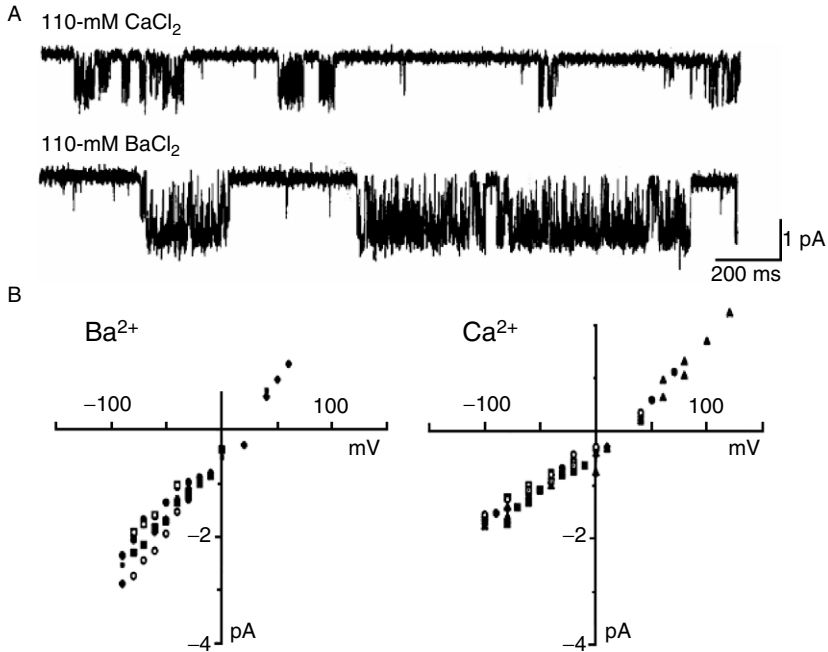 A
110-mM CaCl₂
110-mM BaCl₂
1 pA
200 ms
B
Ba²⁺
−100 100
mV
−2
−4 pA
Ca²⁺
−100 100
mV
−2
−4 pA